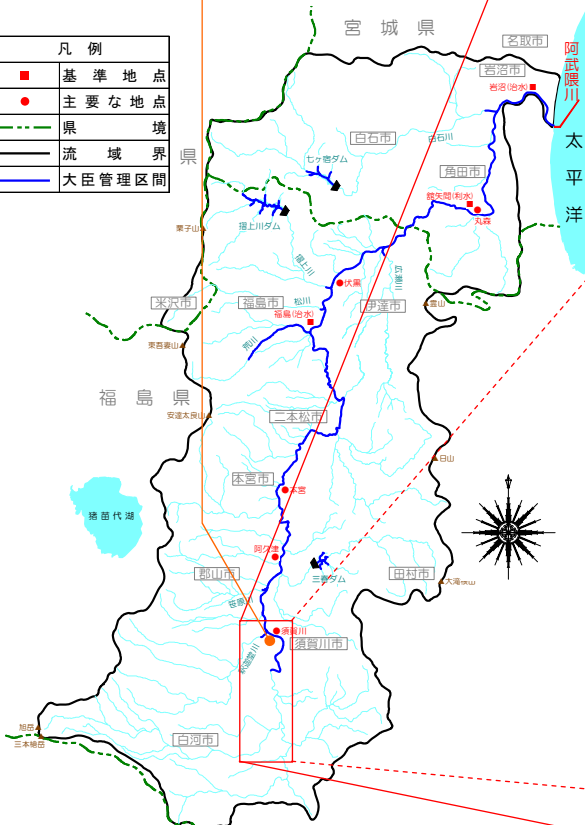 宮城県
名取市
凡例
基準地点
主要な地点
県境
流域界
大臣管理区間
岩沼市
岩沼(治水)
阿武隈川
太平洋
県
白石市
白石川
七ヶ宿ダム
角田市
舘矢間(利水)
丸森
栗子山
摺上川ダム
摺上川
広瀬川
伏黒
米沢市
福島市
松川
伊達市
霊山
福島(治水)
荒川
東吾妻山
福島県
安達太良山
二本松市
日山
本宮市
本宮
猪苗代湖
阿久津
三春ダム
郡山市
田村市
大滝根山
笹原川
須賀川
須賀川市
釈迦堂川
旭岳
三本槍岳
白河市